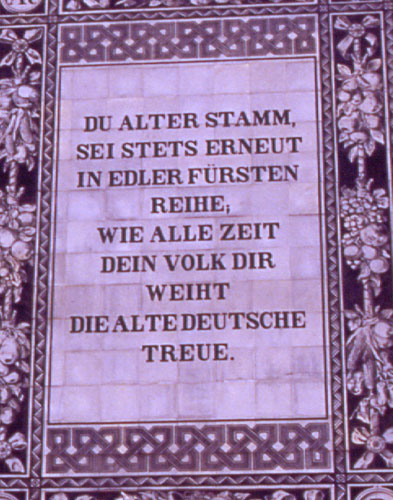 DU ALTER STAMM,
SEI STETS ERNEUT
IN EDLER FÜRSTEN
REIHE;
WIE ALLE ZEIT
DEIN VOLK DIR
WEIHT
DIE ALTE DEUTSCHE
TREUE.